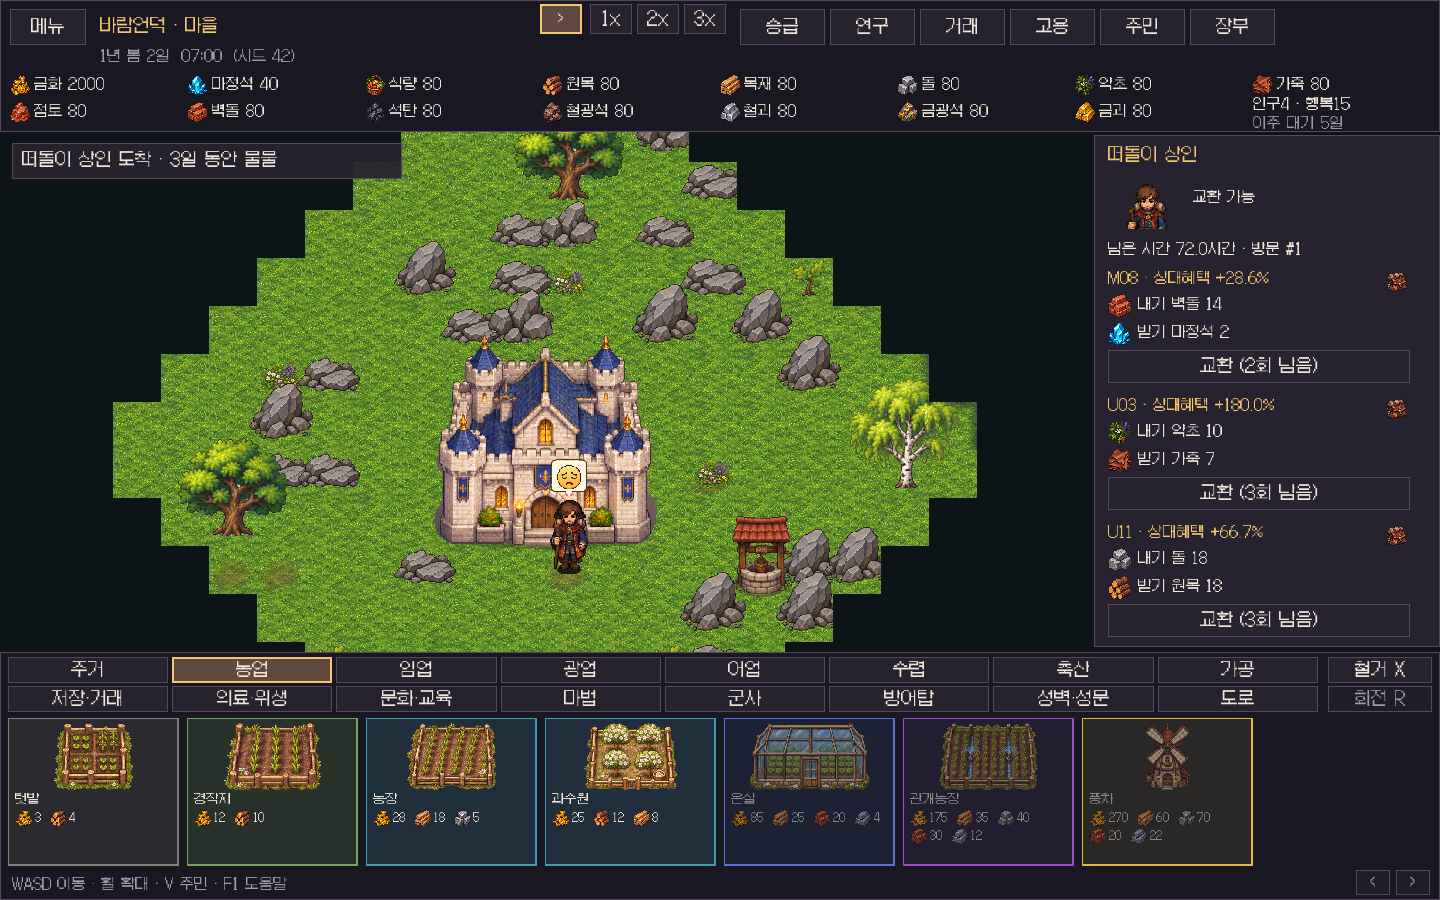 메뉴
바람언덕 · 마을
1년 봄 2일 07:00 (시드 42)
> 1x 2x 3x
승급 연구 거래 고용 주민 장부
금화 2000 마정석 40 식량 80 원목 80 목재 80 돌 80 약초 80 가죽 80
점토 80 벽돌 80 석탄 80 철광석 80 철괴 80 금광석 80 금괴 80
인구4 · 행복15
이주 대기 5일
떠돌이 상인 도착 · 3일 동안 물물
떠돌이 상인
교환 가능
남은 시간 72.0시간 · 방문 #1
M08 · 상대혜택 +28.6%
내기 벽돌 14
받기 마정석 2
교환 (2회 남음)
U03 · 상대혜택 +180.0%
내기 약초 10
받기 가죽 7
교환 (3회 남음)
U11 · 상대혜택 +66.7%
내기 돌 18
받기 원목 18
교환 (3회 남음)
주거 농업 임업 광업 어업 수렵 축산 가공 철거 X
저장·거래 의료·위생 문화·교육 마법 군사 방어탑 성벽·성문 도로 회전 R
텃밭
3 4
경작지
12 10
농장
28 18 5
과수원
25 12 8
온실
85 25 20 4
관개농장
175 35 40
30 12
풍차
270 60 70
20 22
WASD 이동 · 휠 확대 · V 주민 · F1 도움말
< >